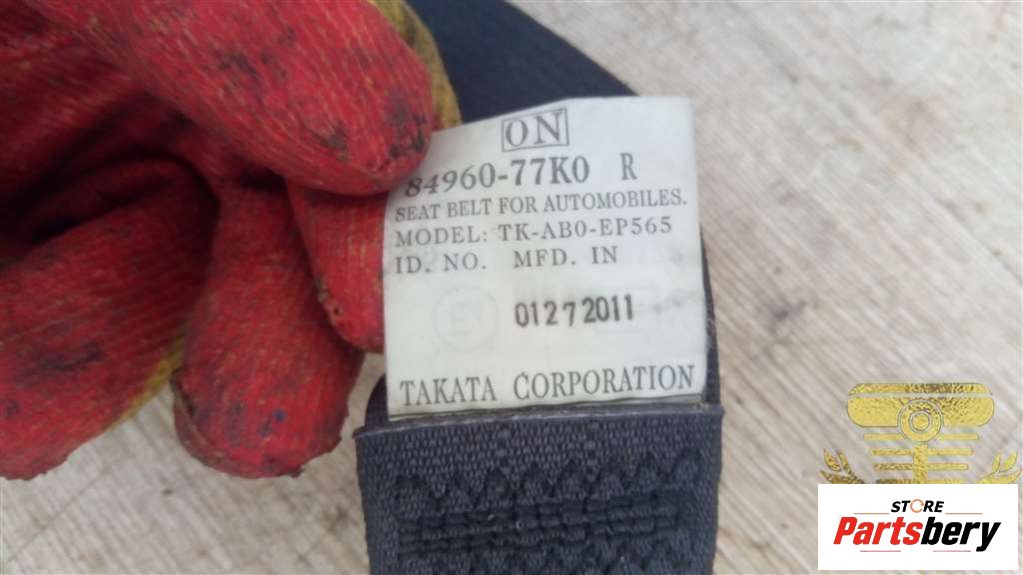 ON
84960-77K0 R
SEAT BELT FOR AUTOMOBILES.
MODEL: TK-AB0-EP565
ID. NO. MFD. IN
01272011
TAKATA CORPORATION
STORE
Partsbery